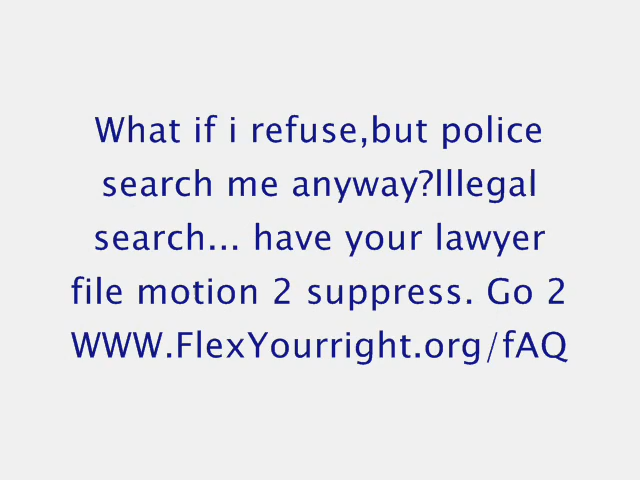 What if i refuse,but police
search me anyway?Illegal
search... have your lawyer
file motion 2 suppress. Go 2
WWW.FlexYourright.org/fAQ